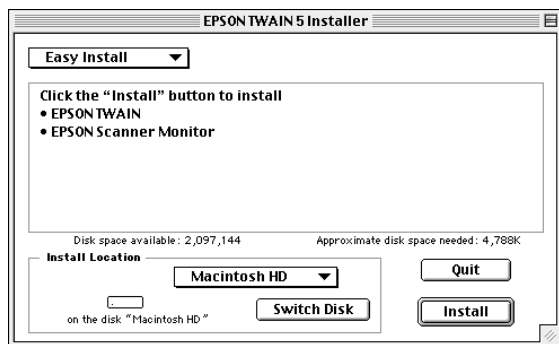 EPSON TWAIN 5 Installer
Easy Install
Click the “Install” button to install
• EPSON TWAIN
• EPSON Scanner Monitor
Disk space available: 2,097,144 Approximate disk space needed: 4,788K
Install Location
Macintosh HD
Quit
on the disk “Macintosh HD”
Switch Disk
Install